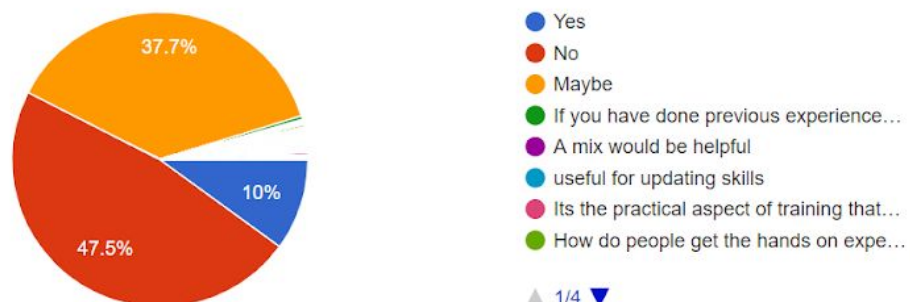 37.7%
10%
47.5%
Yes
No
Maybe
If you have done previous experience…
A mix would be helpful
useful for updating skills
Its the practical aspect of training that…
How do people get the hands on expe…
1/4